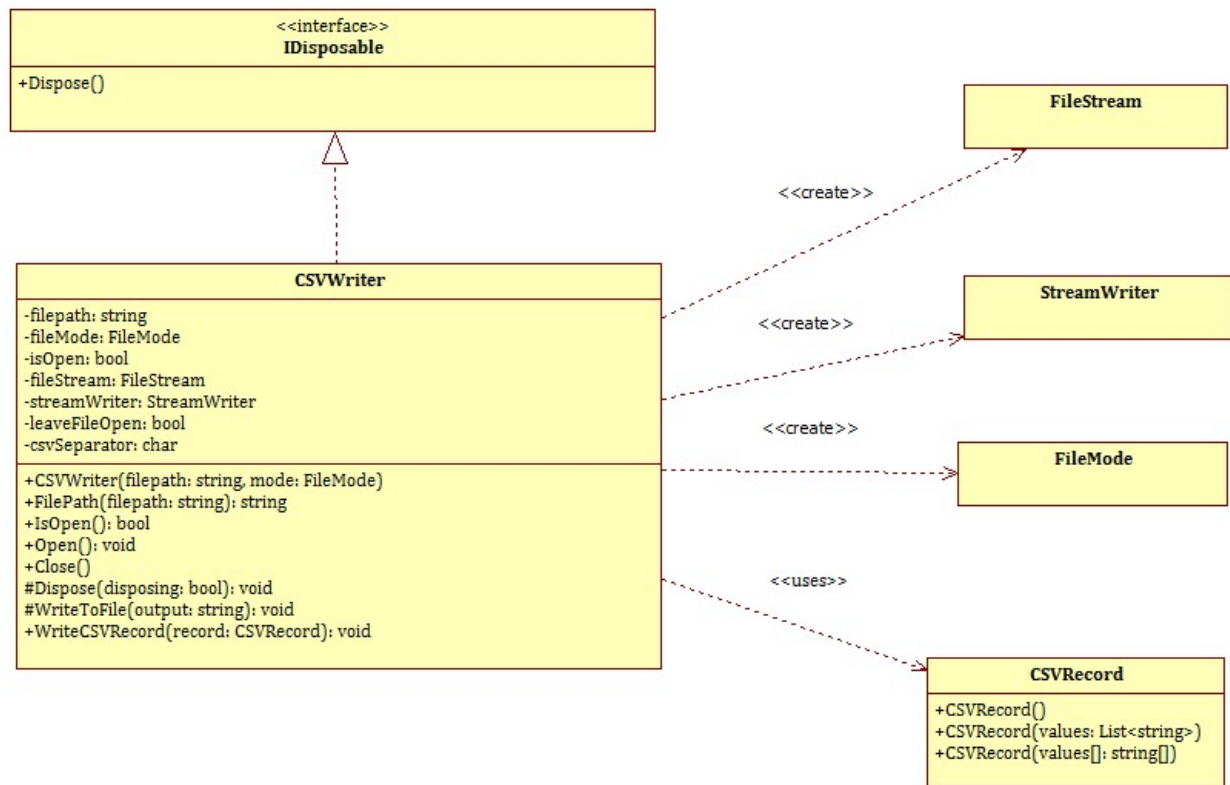 <<interface>>
IDisposable
+Dispose()
FileStream
<<create>>
CSVWriter
-filepath: string
-fileMode: FileMode
-isOpen: bool
-fileStream: FileStream
-streamWriter: StreamWriter
-leaveFileOpen: bool
-csvSeparator: char
+CSVWriter(filepath: string, mode: FileMode)
+FilePath(filepath: string): string
+IsOpen(): bool
+Open(): void
+Close()
#Dispose(disposing: bool): void
#WriteToFile(output: string): void
+WriteCSVRecord(record: CSVRecord): void
StreamWriter
<<create>>
<<create>>
FileMode
<<uses>>
CSVRecord
+CSVRecord()
+CSVRecord(values: List<string>)
+CSVRecord(values[]: string[])